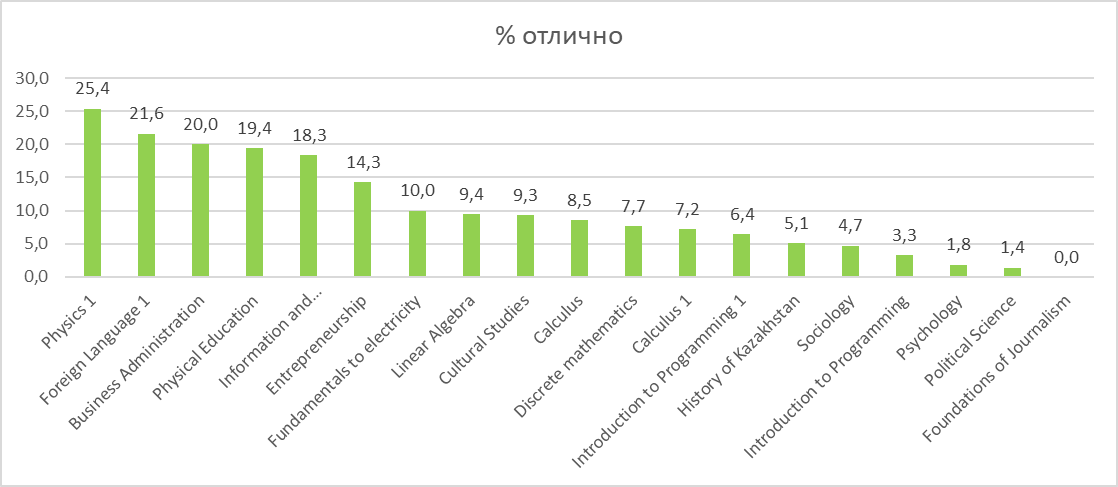 % отлично
30,0
25,0
20,0
15,0
10,0
5,0
0,0
25,4
21,6
20,0
19,4
18,3
14,3
10,0
9,4
9,3
8,5
7,7
7,2
6,4
5,1
4,7
3,3
1,8
1,4
0,0
Physics 1
Foreign Language 1
Business Administration
Physical Education
Information and...
Entrepreneurship
Fundamentals to electricity
Linear Algebra
Cultural Studies
Calculus
Discrete mathematics
Calculus 1
Introduction to Programming 1
History of Kazakhstan
Sociology
Introduction to Programming
Psychology
Political Science
Foundations of Journalism